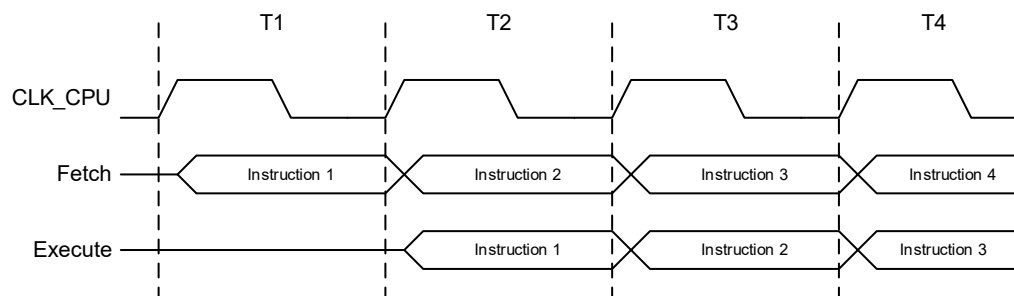 T1 T2 T3 T4
CLK_CPU
Fetch Instruction 1 Instruction 2 Instruction 3 Instruction 4
Execute Instruction 1 Instruction 2 Instruction 3